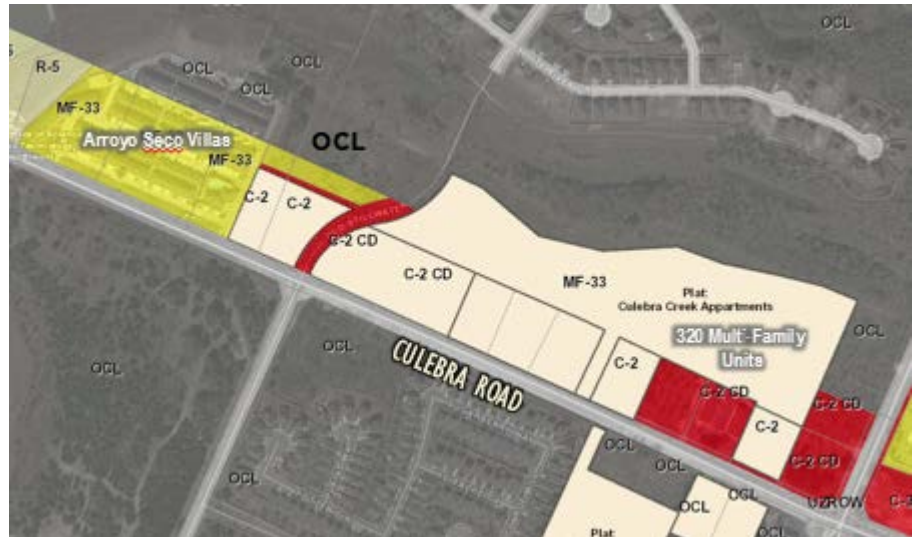 OCL
R-5
OCL
OCL
OCL
MF-33
Arroyo Seco Villas
OCL
MF-33
C-2
C-2
C-2 CD
C-2 CD
MF-33
Plat:
Culebra Creek Appartments
320 Mult-Family
Units
OCL
OCL
OCL
CULEBRA ROAD
C-2
C-2 CD
C-2 CD
C-2
OCL
OCL
C-2 CD
OCL
OCL
OCL
UZROW
OCL
Plat: